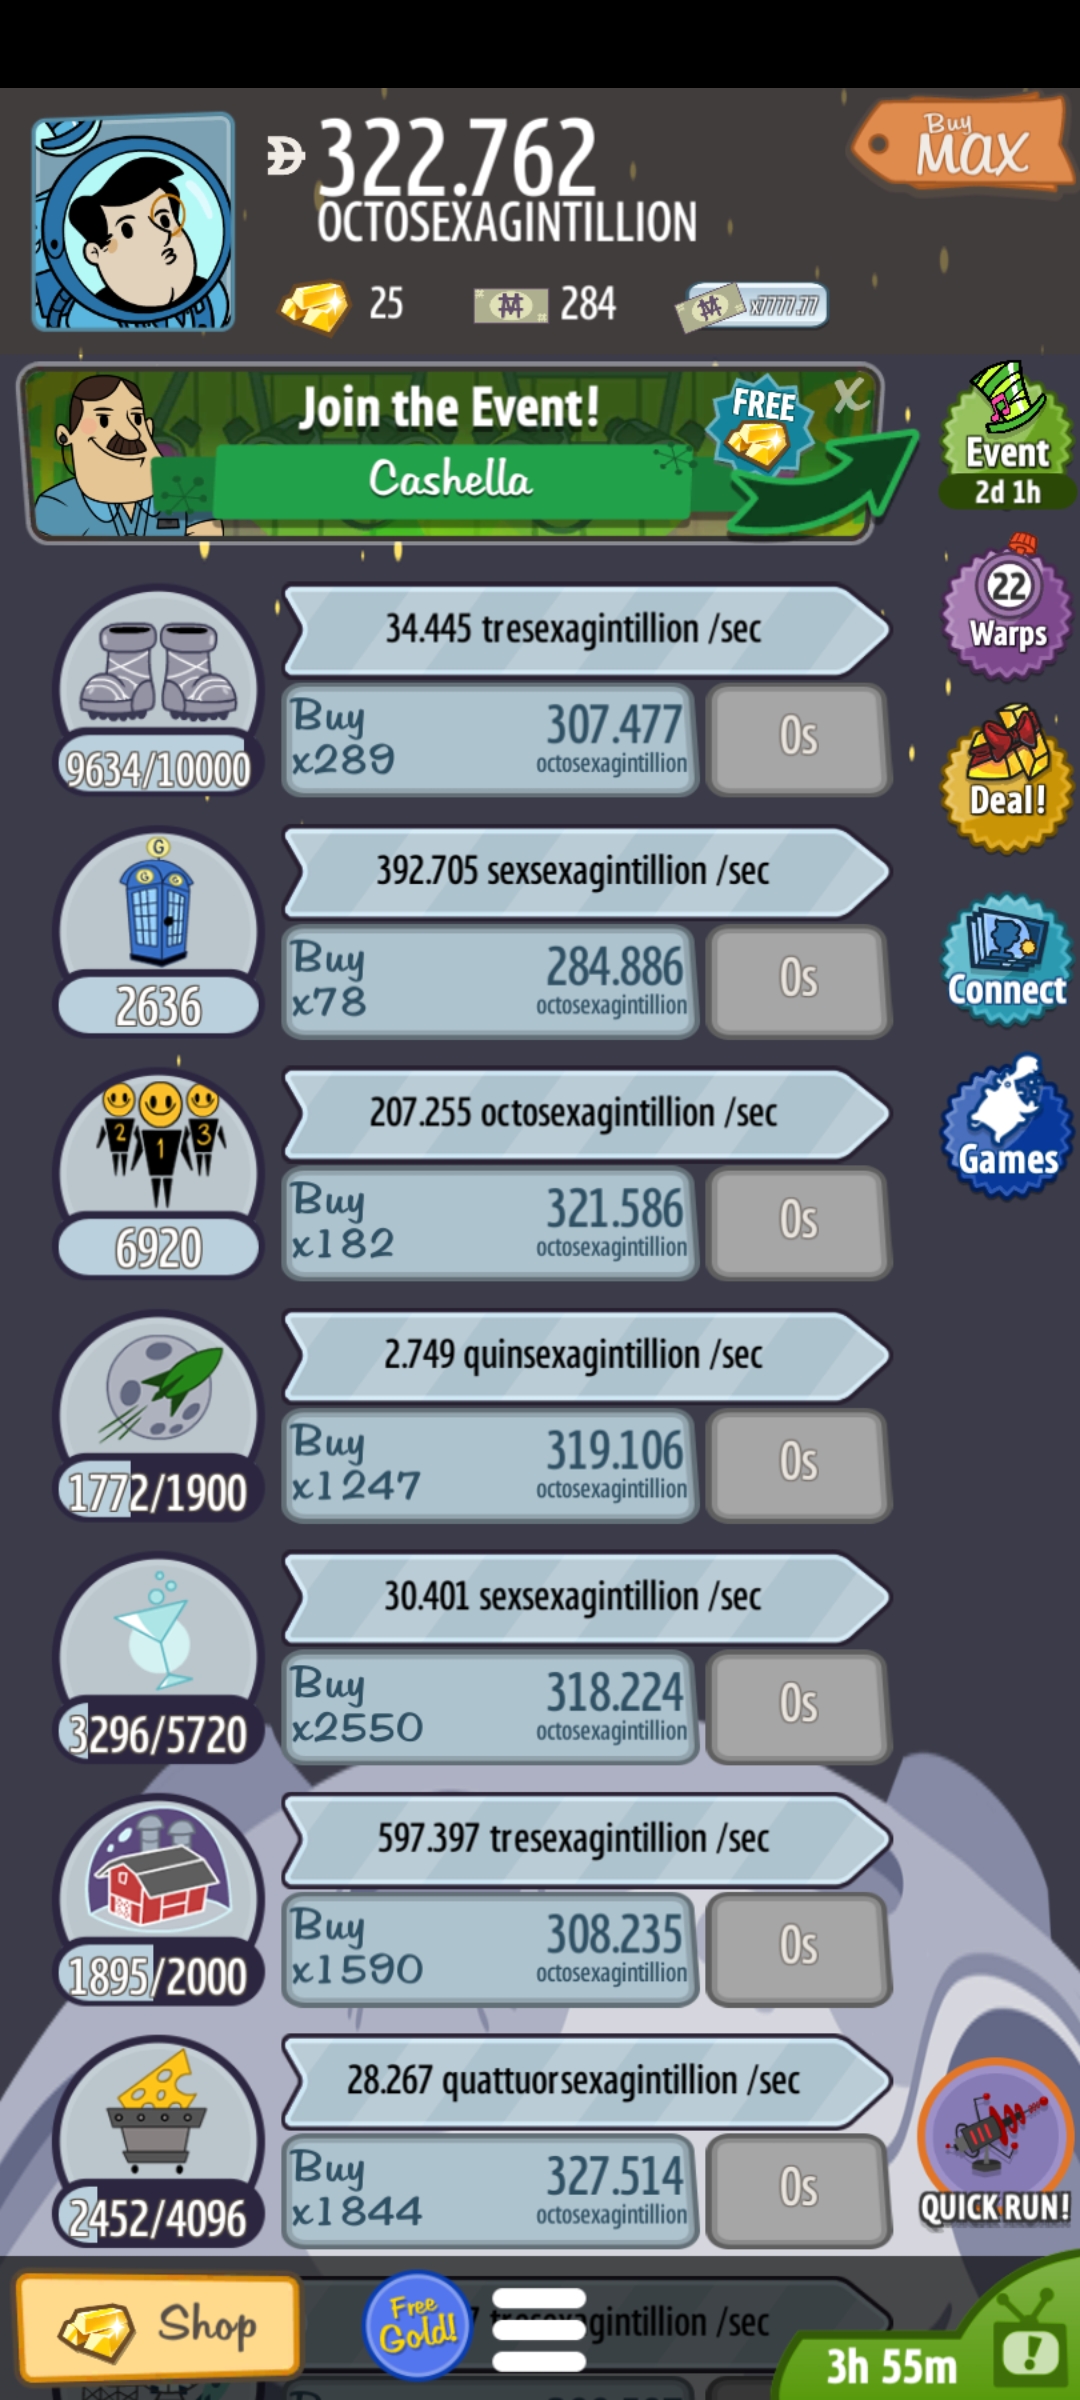 322.762
OCTOSEXAGINTILLION
Buy
MAX
25
284
x7777.77
Join the Event!
Cashella
FREE
X
Event
2d 1h
34.445 tresexagintillion /sec
Buy
x289
307.477
octosexagintillion
0s
9634/10000
22
Warps
Deal!
G
G
G
392.705 sexsexagintillion /sec
Buy
x78
284.886
octosexagintillion
0s
2636
Connect
2
1
3
207.255 octosexagintillion /sec
Buy
x182
321.586
octosexagintillion
0s
6920
Games
2.749 quinsexagintillion /sec
Buy
x1247
319.106
octosexagintillion
0s
1772/1900
30.401 sexsexagintillion /sec
Buy
x2550
318.224
octosexagintillion
0s
3296/5720
597.397 tresexagintillion /sec
Buy
x1590
308.235
octosexagintillion
0s
1895/2000
28.267 quattuorsexagintillion /sec
Buy
x1844
327.514
octosexagintillion
0s
2452/4096
QUICK RUN!
Shop
Free
Gold!
/sec
3h 55m
!